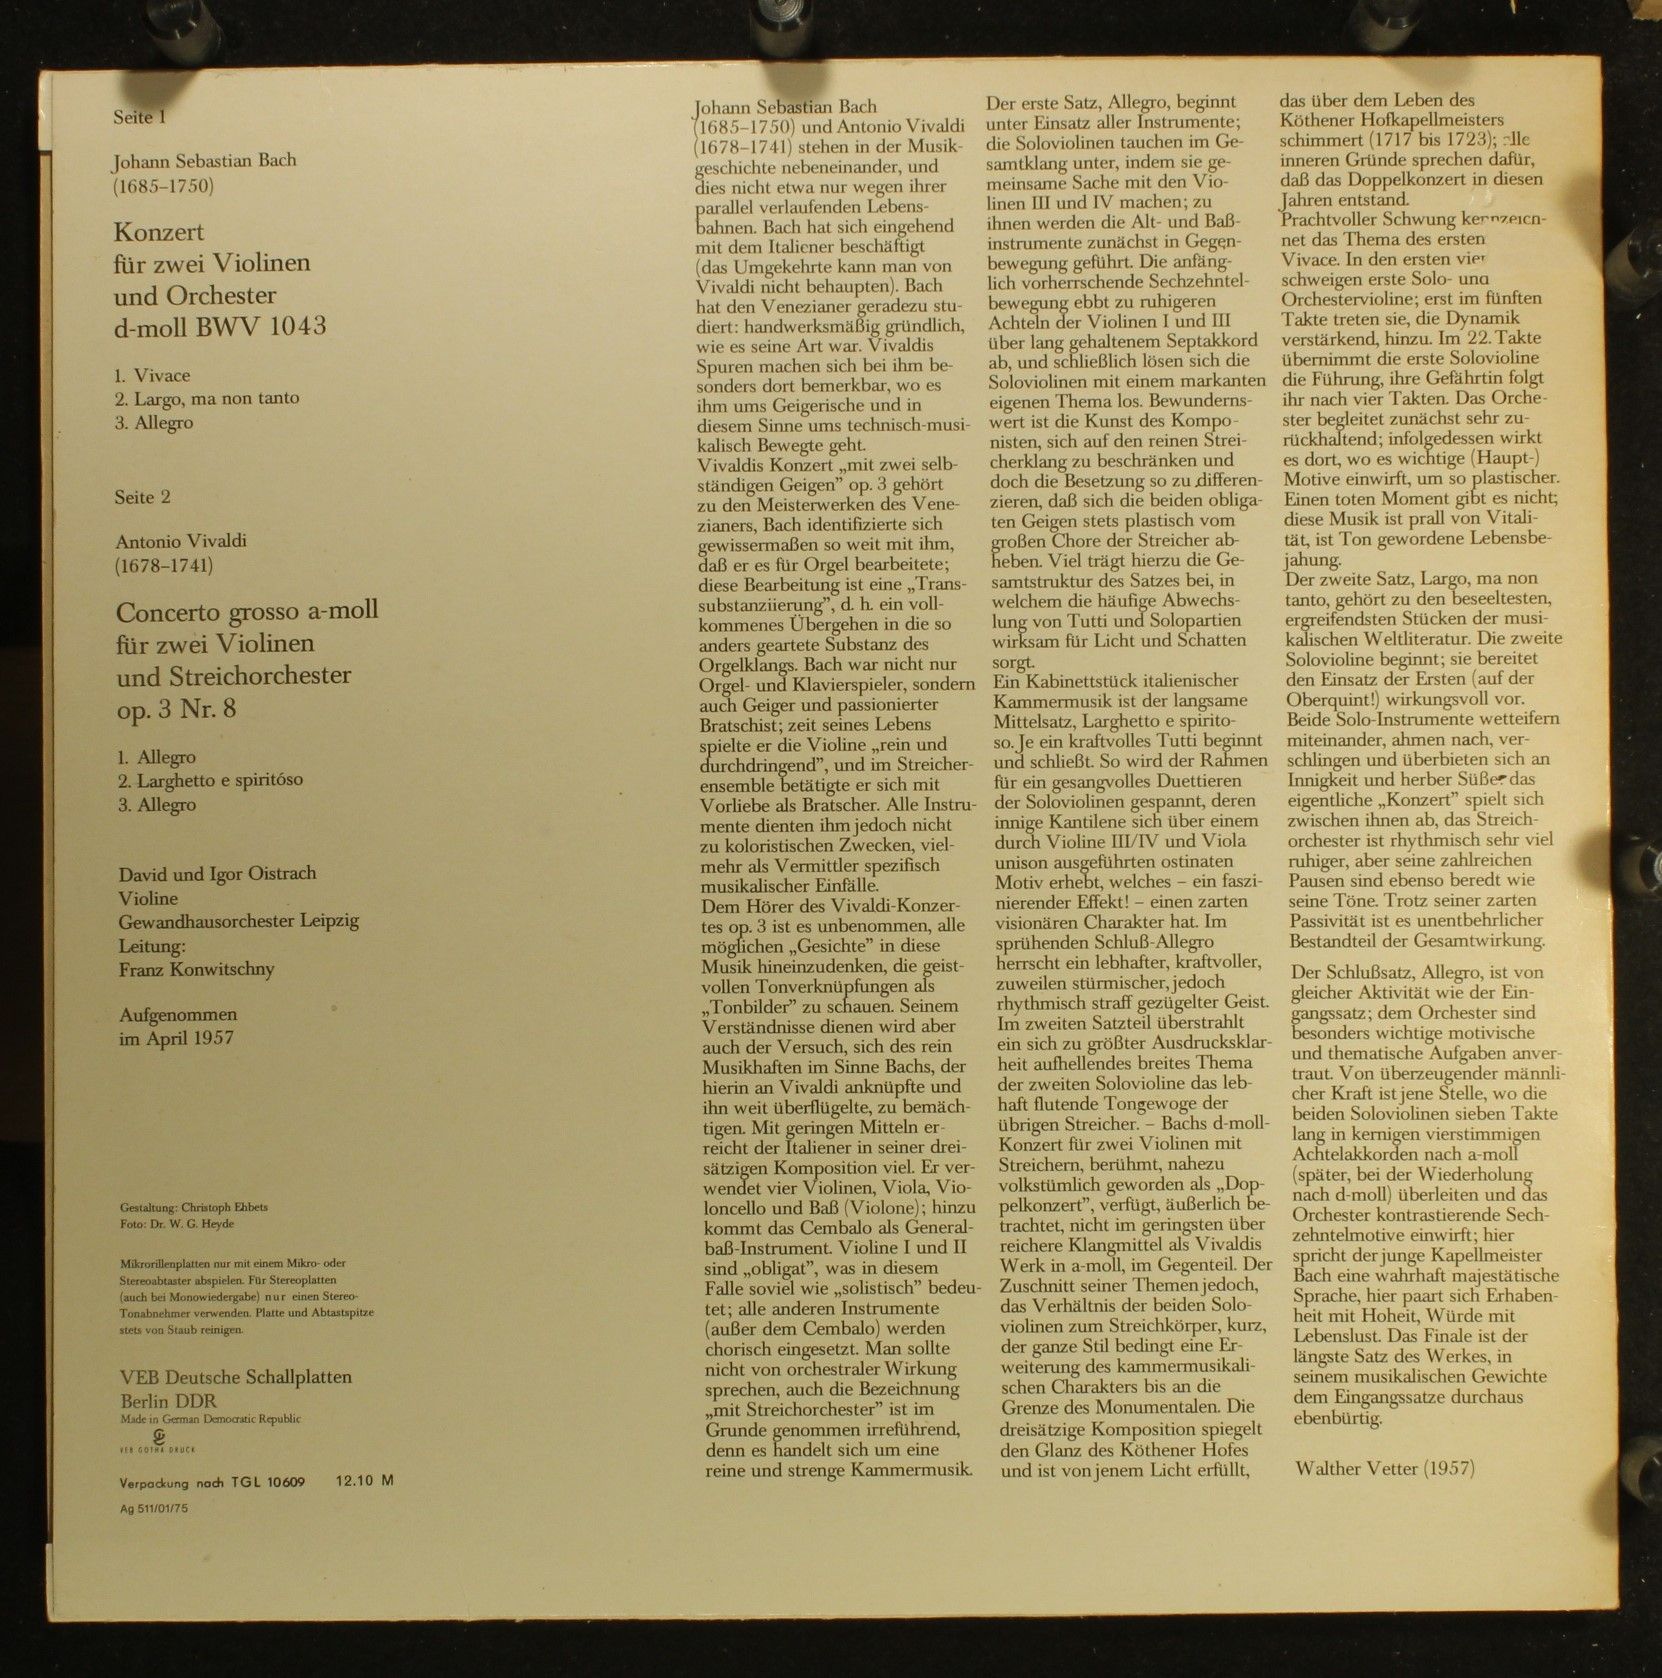 Seite 1
Johann Sebastian Bach
(1685–1750)
Konzert
für zwei Violinen
und Orchester
d-moll BWV 1043
1. Vivace
2. Largo, ma non tanto
3. Allegro
Seite 2
Antonio Vivaldi
(1678–1741)
Concerto grosso a-moll
für zwei Violinen
und Streichorchester
op. 3 Nr. 8
1. Allegro
2. Larghetto e spiritóso
3. Allegro
David und Igor Oistrach
Violine
Gewandhausorchester Leipzig
Leitung:
Franz Konwitschny
Aufgenommen
im April 1957
Gestaltung: Christoph Ehbets
Foto: Dr. W. G. Heyde
Mikrorillenplatten nur mit einem Mikro- oder
Stereoabtaster abspielen. Für Stereoplatten
(auch bei Monowiedergabe) nur einen Stereo-
Tonabnehmer verwenden. Platte und Abtastspitze
stets von Staub reinigen.
VEB Deutsche Schallplatten
Berlin DDR
Made in German Democratic Republic
VEB GOTHA DRUCK
Verpackung nach TGL 10609 12.10 M
Ag 511/01/75
Johann Sebastian Bach
(1685–1750) und Antonio Vivaldi
(1678–1741) stehen in der Musik-
geschichte nebeneinander, und
dies nicht etwa nur wegen ihrer
parallel verlaufenden Lebens-
bahnen. Bach hat sich eingehend
mit dem Italiener beschäftigt
(das Umgekehrte kann man von
Vivaldi nicht behaupten). Bach
hat den Venezianer geradezu stu-
diert: handwerksmäßig gründlich,
wie es seine Art war. Vivaldis
Spuren machen sich bei ihm be-
sonders dort bemerkbar, wo es
ihm ums Geigerische und in
diesem Sinne ums technisch-musi-
kalisch Bewegte geht.
Vivaldis Konzert „mit zwei selb-
ständigen Geigen” op. 3 gehört
zu den Meisterwerken des Vene-
zianers, Bach identifizierte sich
gewissermaßen so weit mit ihm,
daß er es für Orgel bearbeitete;
diese Bearbeitung ist eine „Trans-
substanziierung”, d. h. ein voll-
kommenes Übergehen in die so
anders geartete Substanz des
Orgelklangs. Bach war nicht nur
Orgel- und Klavierspieler, sondern
auch Geiger und passionierter
Bratschist; zeit seines Lebens
spielte er die Violine „rein und
durchdringend”, und im Streicher-
ensemble betätigte er sich mit
Vorliebe als Bratscher. Alle Instru-
mente dienten ihm jedoch nicht
zu koloristischen Zwecken, viel-
mehr als Vermittler spezifisch
musikalischer Einfälle.
Dem Hörer des Vivaldi-Konzer-
tes op. 3 ist es unbenommen, alle
möglichen „Gesichte” in diese
Musik hineinzudenken, die geist-
vollen Tonverknüpfungen als
„Tonbilder” zu schauen. Seinem
Verständnisse dienen wird aber
auch der Versuch, sich des rein
Musikhaften im Sinne Bachs, der
hierin an Vivaldi anknüpfte und
ihn weit überflügelte, zu bemäch-
tigen. Mit geringen Mitteln er-
reicht der Italiener in seiner drei-
sätzigen Komposition viel. Er ver-
wendet vier Violinen, Viola, Vio-
loncello und Baß (Violone); hinzu
kommt das Cembalo als General-
baß-Instrument. Violine I und II
sind „obligat”, was in diesem
Falle soviel wie „solistisch” bedeu-
tet; alle anderen Instrumente
(außer dem Cembalo) werden
chorisch eingesetzt. Man sollte
nicht von orchestraler Wirkung
sprechen, auch die Bezeichnung
„mit Streichorchester” ist im
Grunde genommen irreführend,
denn es handelt sich um eine
reine und strenge Kammermusik.
Der erste Satz, Allegro, beginnt
unter Einsatz aller Instrumente;
die Soloviolinen tauchen im Ge-
samtklang unter, indem sie ge-
meinsame Sache mit den Vio-
linen III und IV machen; zu
ihnen werden die Alt- und Baß-
instrumente zunächst in Gegen-
bewegung geführt. Die anfäng-
lich vorherrschende Sechzehntel-
bewegung ebbt zu ruhigeren
Achteln der Violinen I und III
über lang gehaltenem Septakkord
ab, und schließlich lösen sich die
Soloviolinen mit einem markanten
eigenen Thema los. Bewunderns-
wert ist die Kunst des Kompo-
nisten, sich auf den reinen Strei-
cherklang zu beschränken und
doch die Besetzung so zu differen-
zieren, daß sich die beiden obliga-
ten Geigen stets plastisch vom
großen Chore der Streicher ab-
heben. Viel trägt hierzu die Ge-
samtstruktur des Satzes bei, in
welchem die häufige Abwechs-
lung von Tutti und Solopartien
wirksam für Licht und Schatten
sorgt.
Ein Kabinettstück italienischer
Kammermusik ist der langsame
Mittelsatz, Larghetto e spirito-
so. Je ein kraftvolles Tutti beginnt
und schließt. So wird der Rahmen
für ein gesangvolles Duettieren
der Soloviolinen gespannt, deren
innige Kantilene sich über einem
durch Violine III/IV und Viola
unison ausgeführten ostinaten
Motiv erhebt, welches – ein faszi-
nierender Effekt! – einen zarten
visionären Charakter hat. Im
sprühenden Schluß-Allegro
herrscht ein lebhafter, kraftvoller,
zuweilen stürmischer, jedoch
rhythmisch straff gezügelter Geist.
Im zweiten Satzteil überstrahlt
ein sich zu größter Ausdrucksklar-
heit aufhellendes breites Thema
der zweiten Solovioline das leb-
haft flutende Tongewoge der
übrigen Streicher. – Bachs d-moll-
Konzert für zwei Violinen mit
Streichern, berühmt, nahezu
volkstümlich geworden als „Dop-
pelkonzert”, verfügt, äußerlich be-
trachtet, nicht im geringsten über
reichere Klangmittel als Vivaldis
Werk in a-moll, im Gegenteil. Der
Zuschnitt seiner Themen jedoch,
das Verhältnis der beiden Solo-
violinen zum Streichkörper, kurz,
der ganze Stil bedingt eine Er-
weiterung des kammermusikali-
schen Charakters bis an die
Grenze des Monumentalen. Die
dreisätzige Komposition spiegelt
den Glanz des Köthener Hofes
und ist von jenem Licht erfüllt,
das über dem Leben des
Köthener Hofkapellmeisters
schimmert (1717 bis 1723); alle
inneren Gründe sprechen dafür,
daß das Doppelkonzert in diesen
Jahren entstand.
Prachtvoller Schwung kennzeich-
net das Thema des ersten
Vivace. In den ersten vier
schweigen erste Solo- und
Orchestervioline; erst im fünften
Takte treten sie, die Dynamik
verstärkend, hinzu. Im 22. Takte
übernimmt die erste Solovioline
die Führung, ihre Gefährtin folgt
ihr nach vier Takten. Das Orche-
ster begleitet zunächst sehr zu-
rückhaltend; infolgedessen wirkt
es dort, wo es wichtige (Haupt-)
Motive einwirft, um so plastischer.
Einen toten Moment gibt es nicht;
diese Musik ist prall von Vitali-
tät, ist Ton gewordene Lebensbe-
jahung.
Der zweite Satz, Largo, ma non
tanto, gehört zu den beseeltesten,
ergreifendsten Stücken der musi-
kalischen Weltliteratur. Die zweite
Solovioline beginnt; sie bereitet
den Einsatz der Ersten (auf der
Oberquint!) wirkungsvoll vor.
Beide Solo-Instrumente wetteifern
miteinander, ahmen nach, ver-
schlingen und überbieten sich an
Innigkeit und herber Süße das
eigentliche „Konzert” spielt sich
zwischen ihnen ab, das Streich-
orchester ist rhythmisch sehr viel
ruhiger, aber seine zahlreichen
Pausen sind ebenso beredt wie
seine Töne. Trotz seiner zarten
Passivität ist es unentbehrlicher
Bestandteil der Gesamtwirkung.
Der Schlußsatz, Allegro, ist von
gleicher Aktivität wie der Ein-
gangssatz; dem Orchester sind
besonders wichtige motivische
und thematische Aufgaben anver-
traut. Von überzeugender männli-
cher Kraft ist jene Stelle, wo die
beiden Soloviolinen sieben Takte
lang in kernigen vierstimmigen
Achtelakkorden nach a-moll
(später, bei der Wiederholung
nach d-moll) überleiten und das
Orchester kontrastierende Sech-
zehntelmotive einwirft; hier
spricht der junge Kapellmeister
Bach eine wahrhaft majestätische
Sprache, hier paart sich Erhaben-
heit mit Hoheit, Würde mit
Lebenslust. Das Finale ist der
längste Satz des Werkes, in
seinem musikalischen Gewichte
dem Eingangssatze durchaus
ebenbürtig.
Walther Vetter (1957)